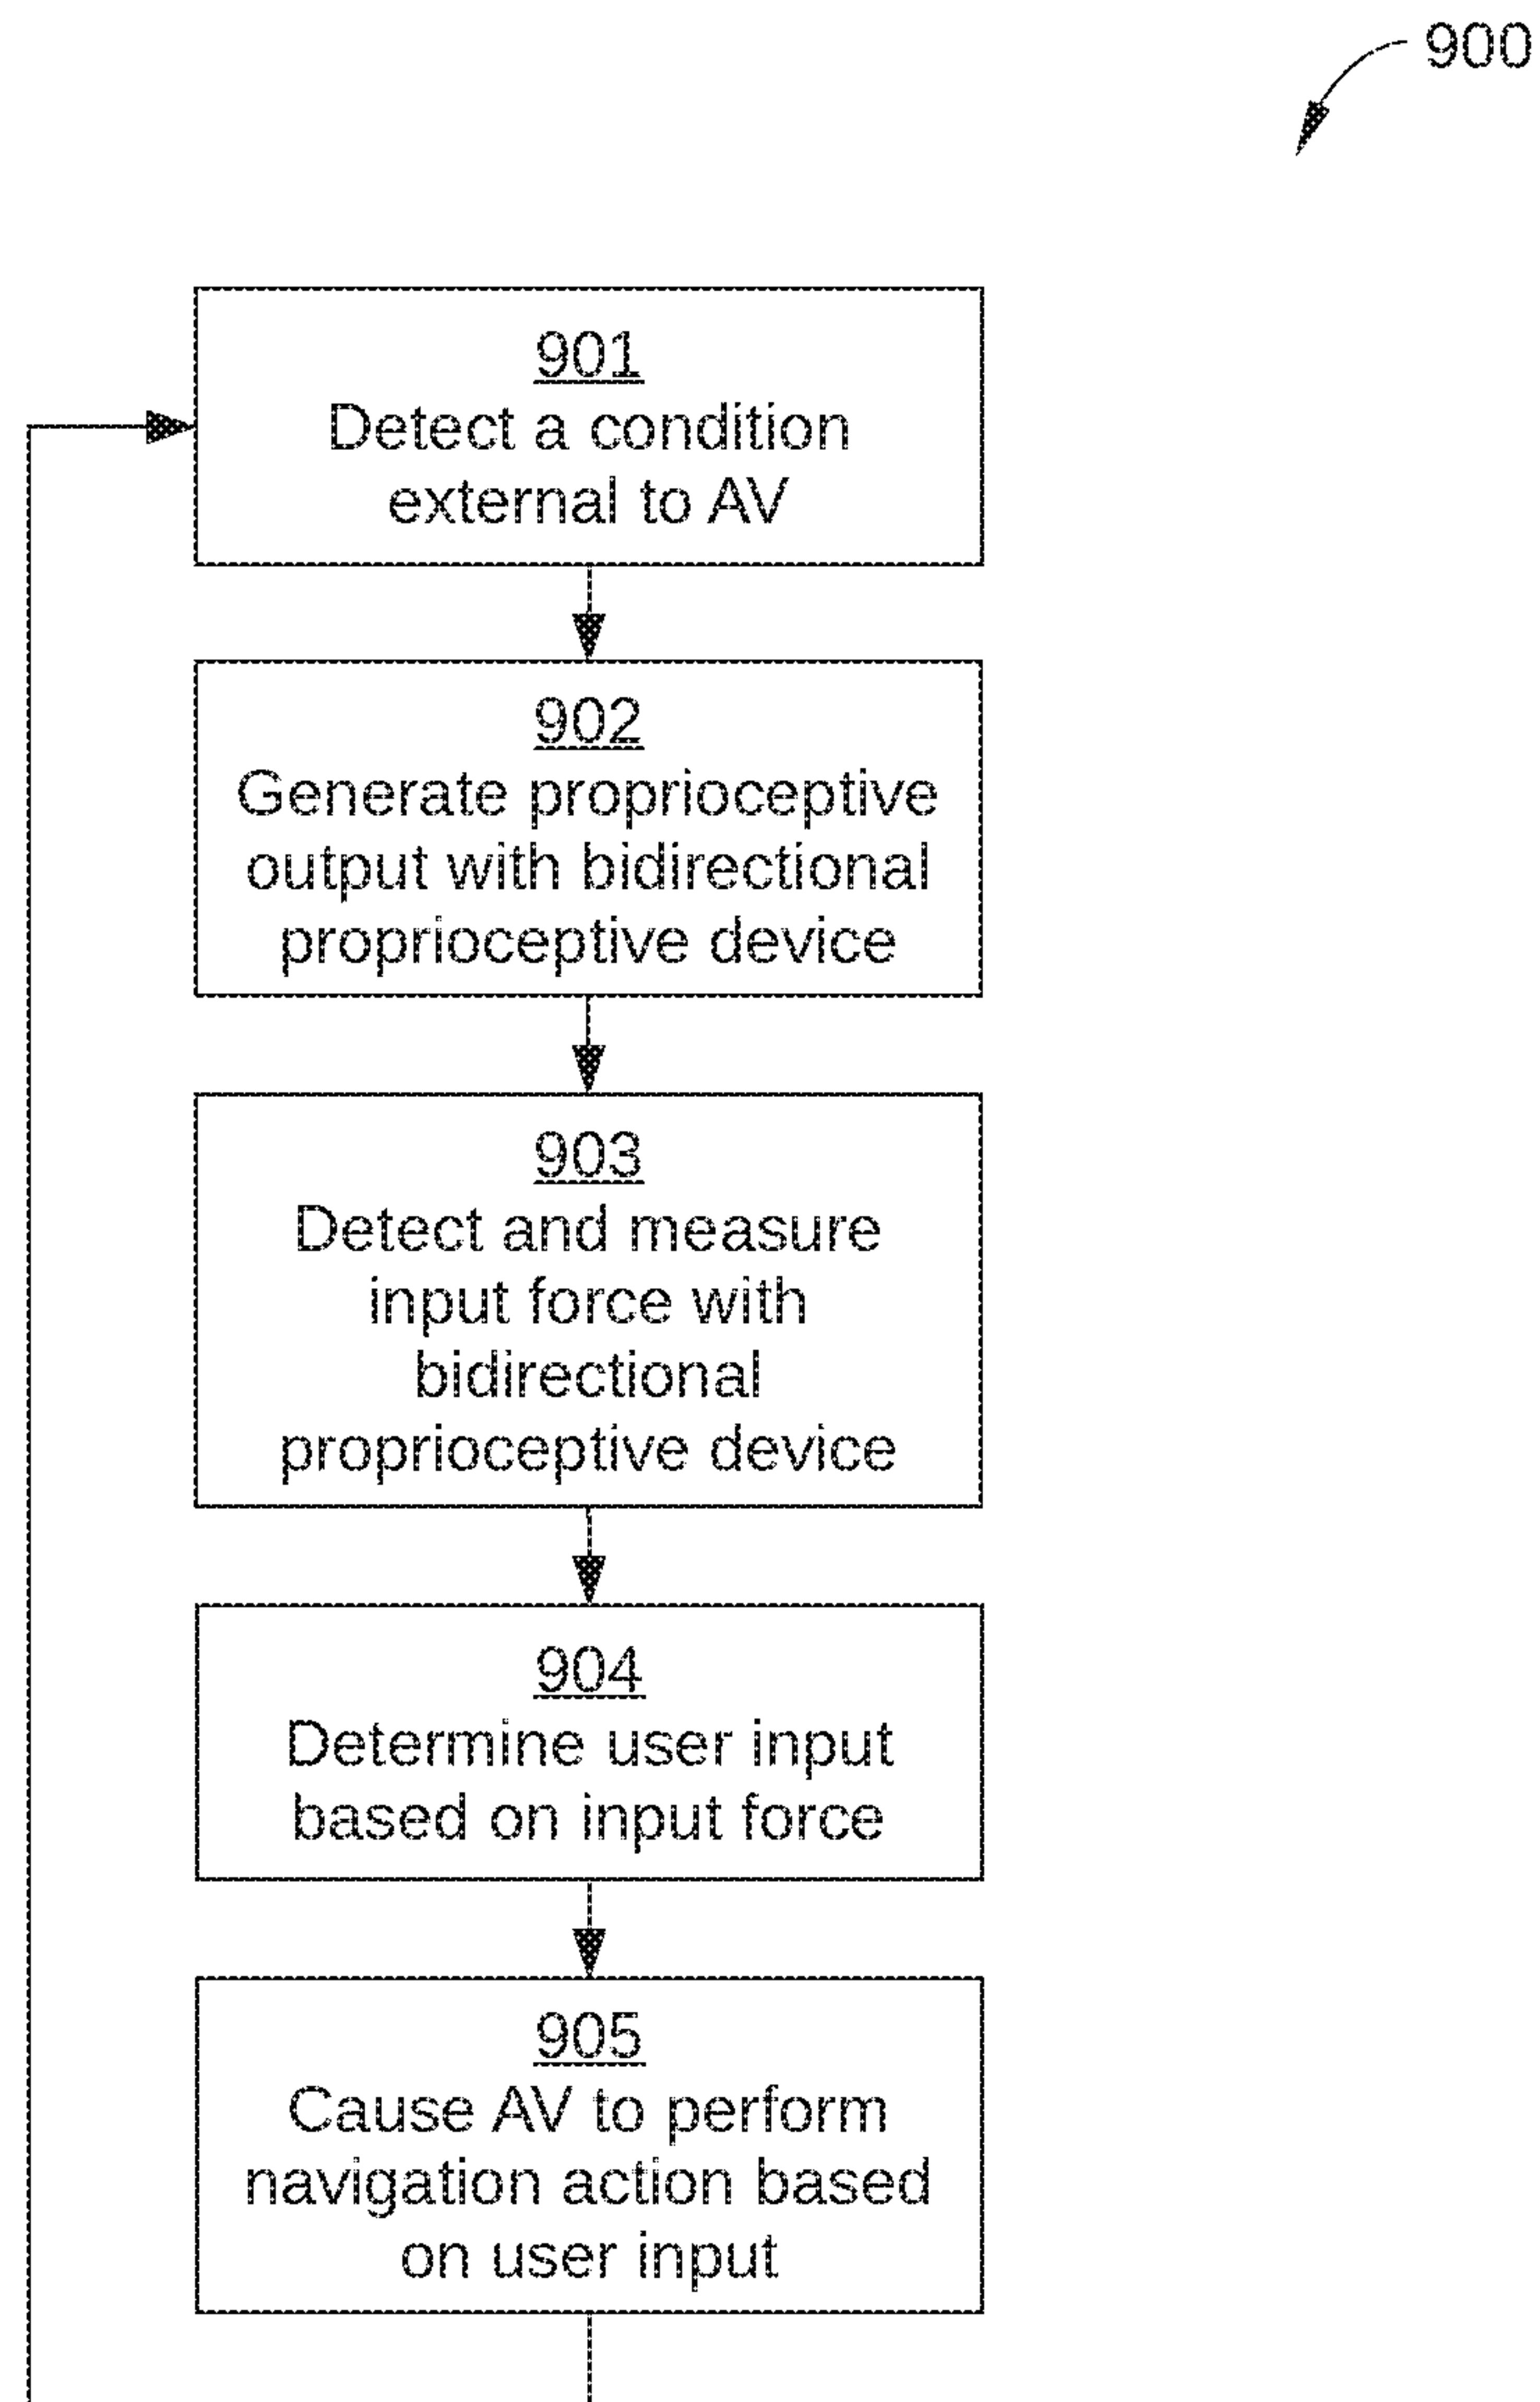 900
901
Detect a condition
external to AV
902
Generate proprioceptive
output with bidirectional
proprioceptive device
903
Detect and measure
input force with
bidirectional
proprioceptive device
904
Determine user input
based on input force
905
Cause AV to perform
navigation action based
on user input